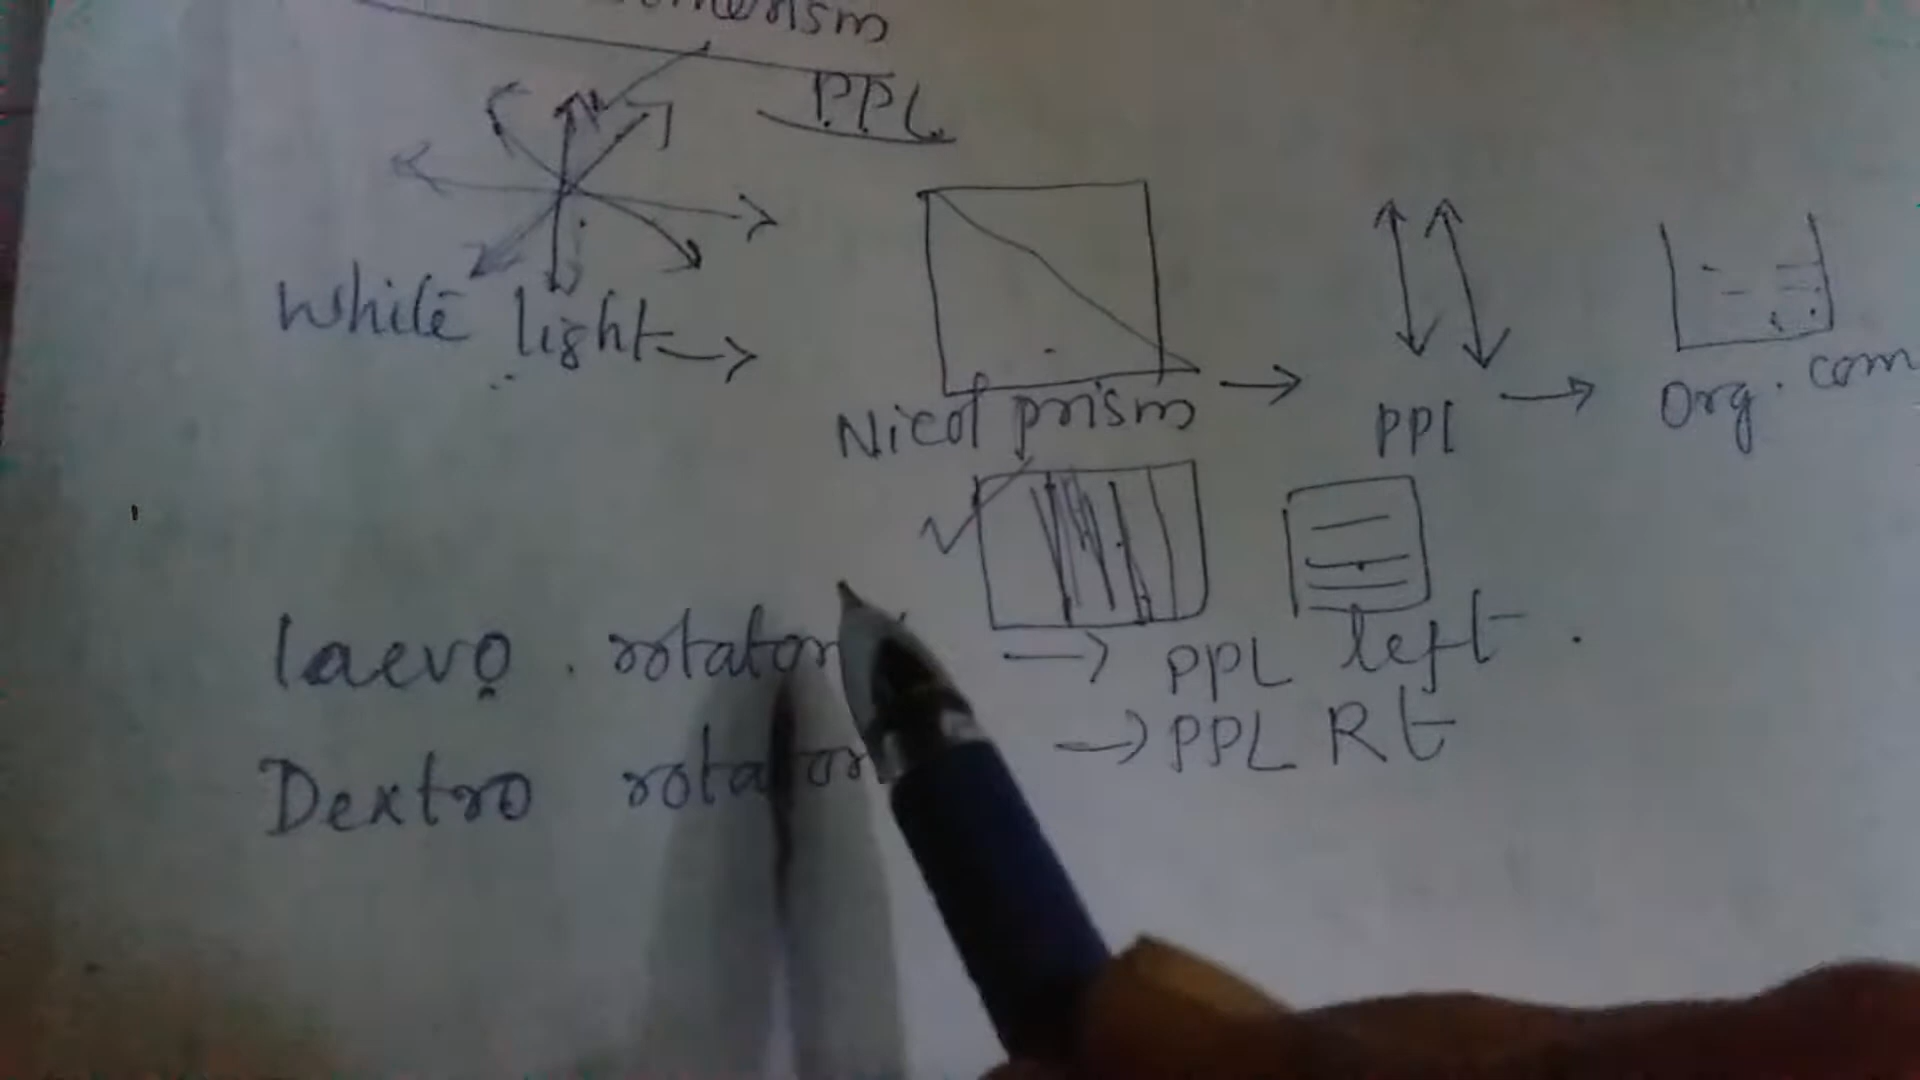 PPL
White light →
Nicol prism → PPL → Org. com
laevo . rotator → PPL left .
Dextro rotator → PPL Rt